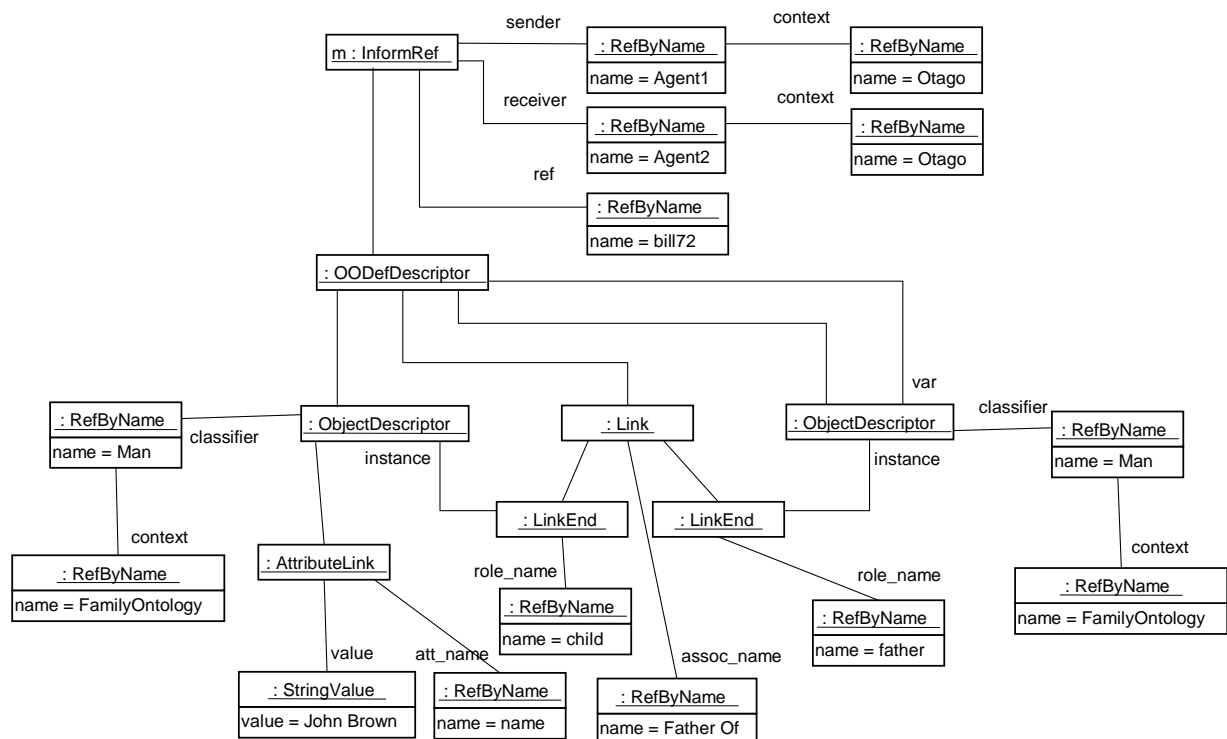 sender
context
m : InformRef
: RefByName
name = Agent1
: RefByName
name = Otago
receiver
context
: RefByName
name = Agent2
: RefByName
name = Otago
ref
: RefByName
name = bill72
: OODefDescriptor
var
: RefByName
name = Man
classifier
: ObjectDescriptor
instance
: Link
: ObjectDescriptor
instance
classifier
: RefByName
name = Man
: LinkEnd
: LinkEnd
context
: RefByName
name = FamilyOntology
: AttributeLink
role_name
: RefByName
name = child
role_name
: RefByName
name = father
context
: RefByName
name = FamilyOntology
value
att_name
assoc_name
: StringValue
value = John Brown
: RefByName
name = name
: RefByName
name = Father Of